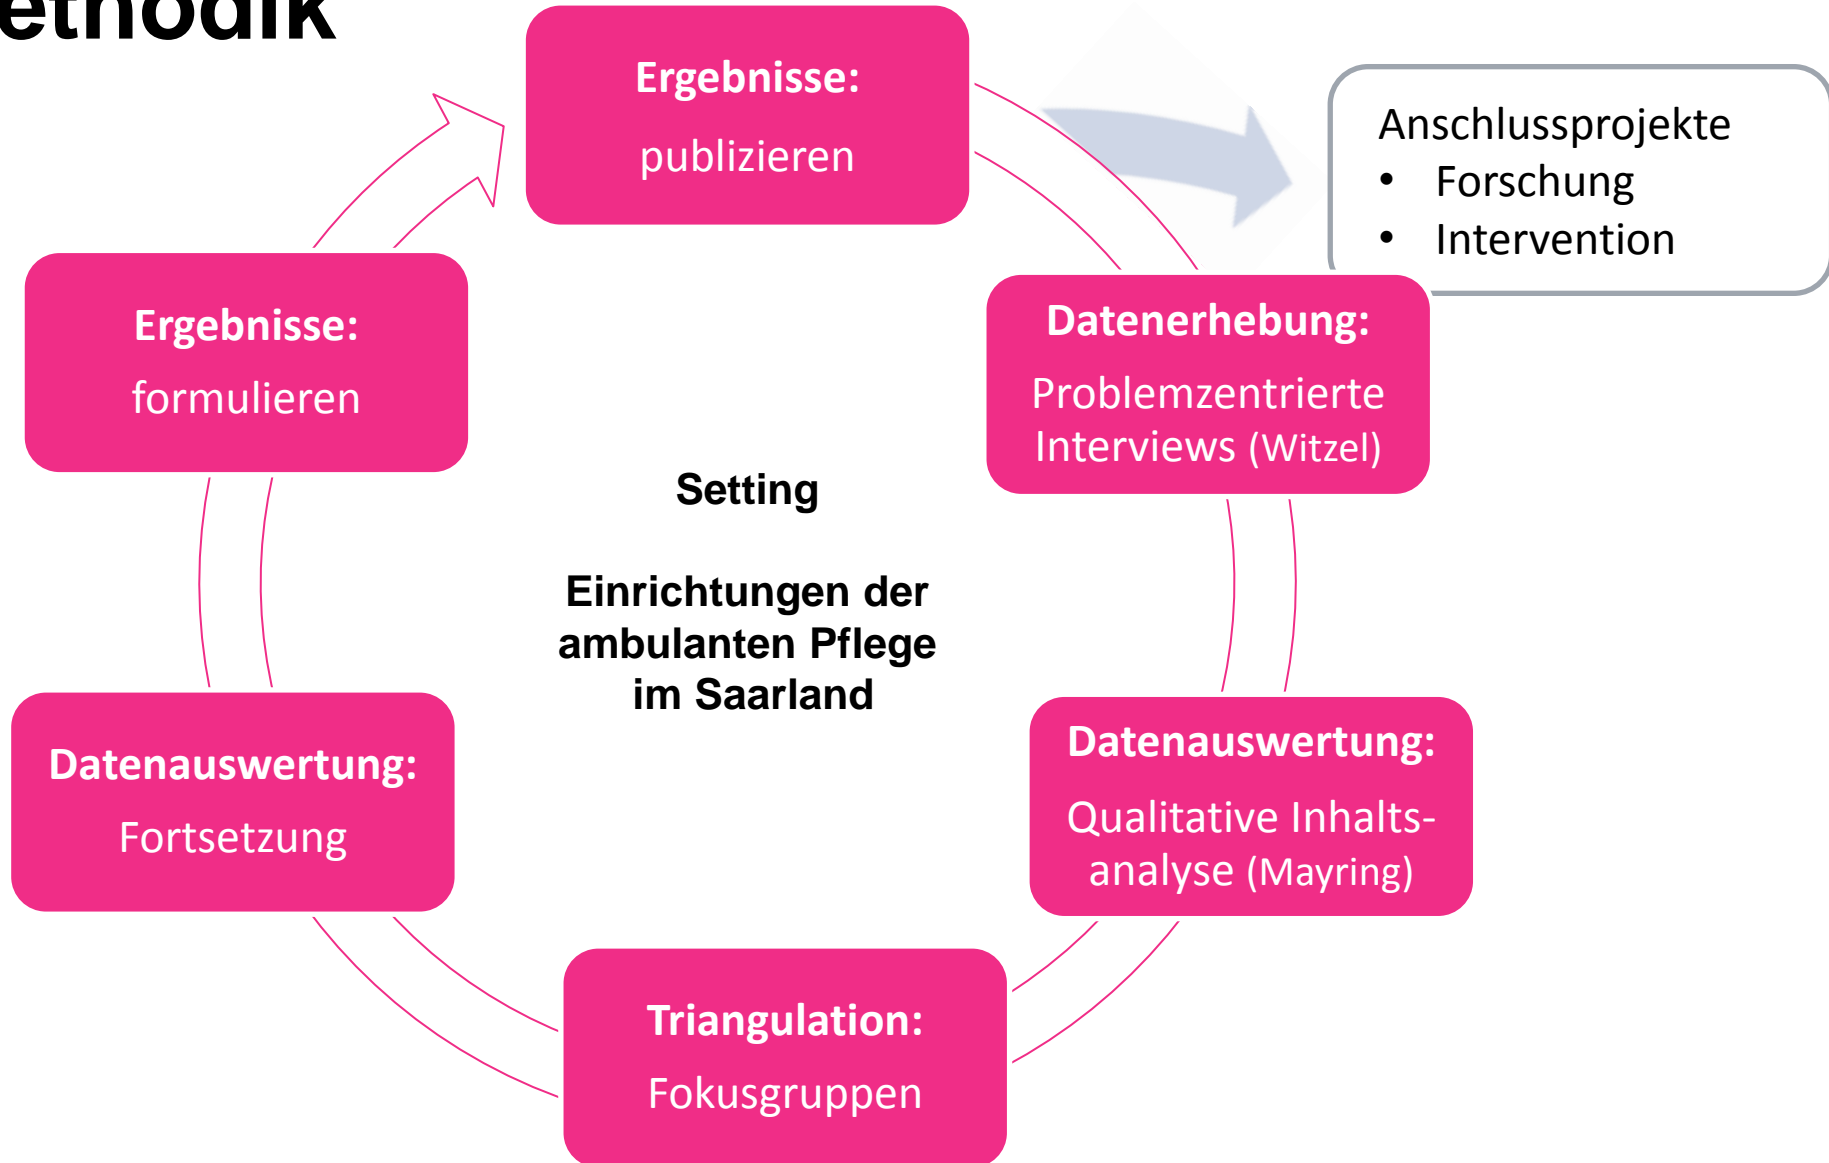 ethodik
Ergebnisse:
publizieren
Anschlussprojekte
• Forschung
• Intervention
Datenerhebung:
Problemzentrierte
Interviews (Witzel)
Datenauswertung:
Qualitative Inhalts-
analyse (Mayring)
Triangulation:
Fokusgruppen
Datenauswertung:
Fortsetzung
Ergebnisse:
formulieren
Setting
Einrichtungen der
ambulanten Pflege
im Saarland